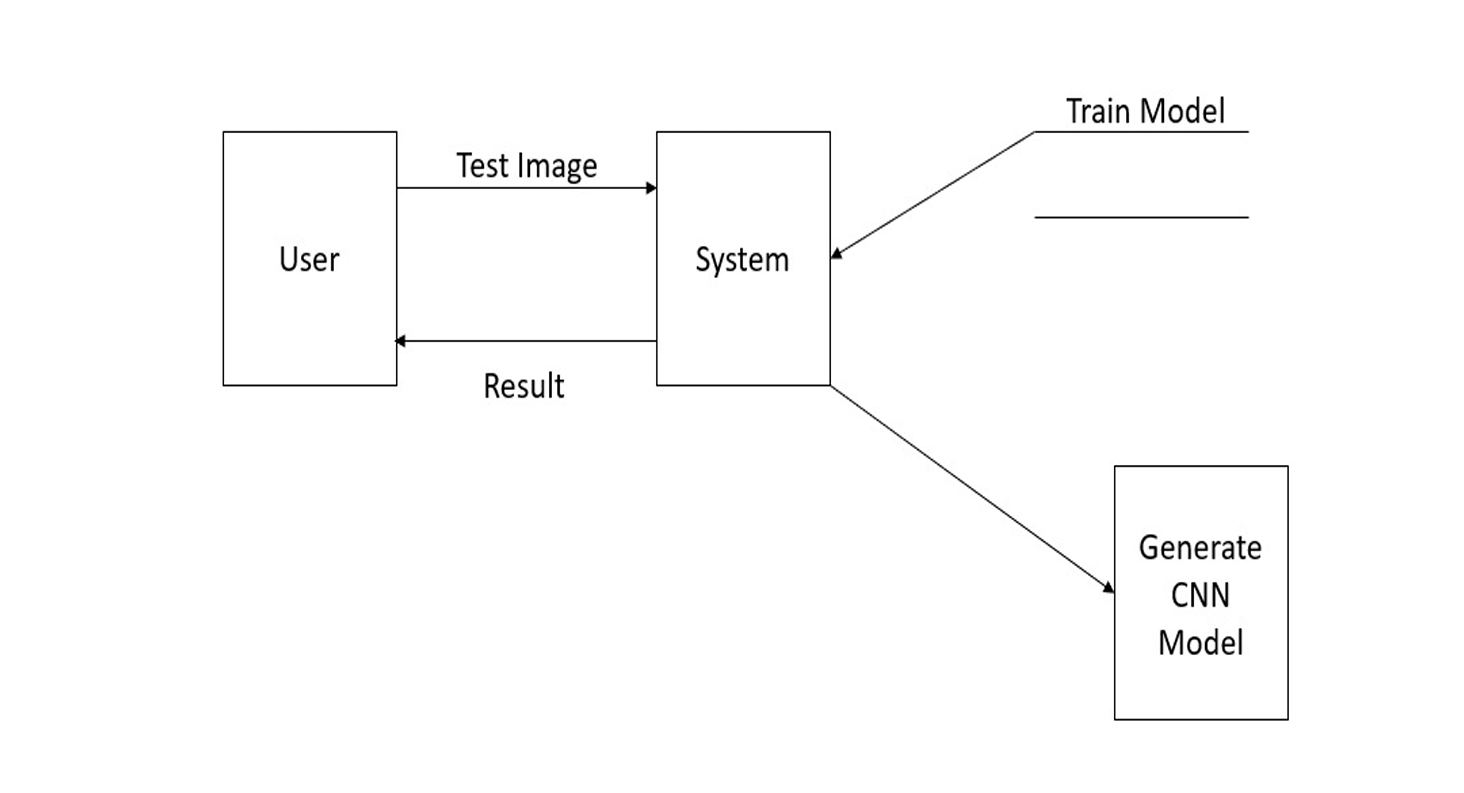 Train Model
Test Image
User
System
Result
Generate
CNN
Model